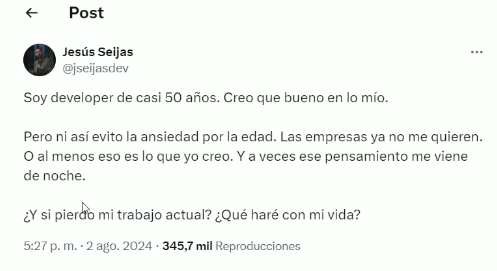 ← Post
Jesús Seijas
@jseijasdev
Soy developer de casi 50 años. Creo que bueno en lo mío.
Pero ni así evito la ansiedad por la edad. Las empresas ya no me quieren.
O al menos eso es lo que yo creo. Y a veces ese pensamiento me viene
de noche.
¿Y si pierdo mi trabajo actual? ¿Qué haré con mi vida?
5:27 p. m. · 2 ago. 2024 · 345,7 mil Reproducciones